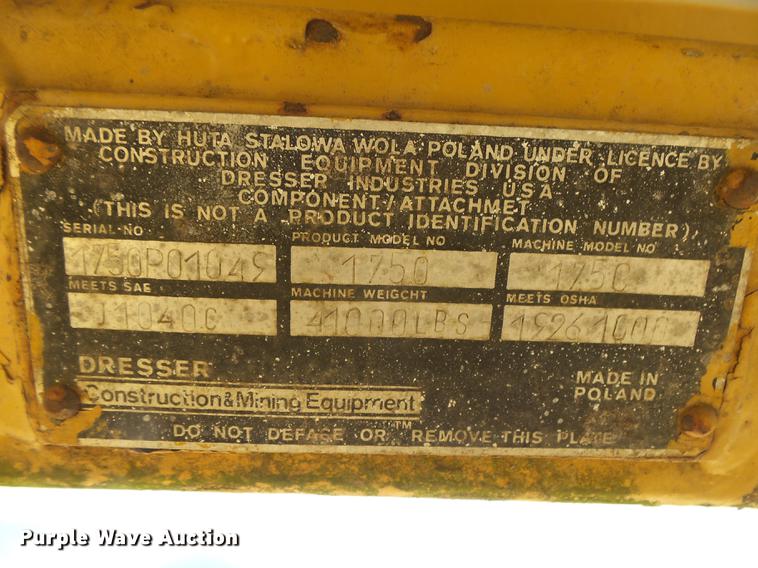 MADE BY HUTA STALOWA WOLA POLAND UNDER LICENCE BY
CONSTRUCTION EQUIPMENT DIVISION OF
DRESSER INDUSTRIES USA
COMPONENT/ATTACHMET
(THIS IS NOT A PRODUCT IDENTIFICATION NUMBER)
SERIAL NO PRODUCT MODEL NO MACHINE MODEL NO
1750P01049 1750 175C
MEETS SAE MACHINE WEIGCHT MEETS OSHA
J1040C 41000LBS 19261000
DRESSER
Construction&Mining Equipment
TM
MADE IN
POLAND
DO NOT DEFACE OR REMOVE THIS PLATE
Purple Wave Auction